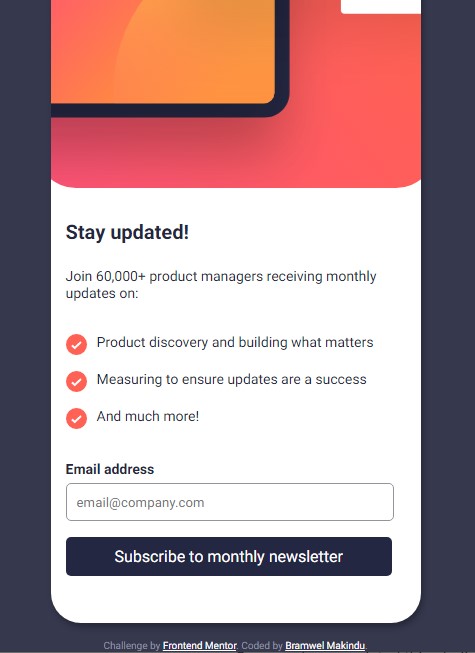 Stay updated!
Join 60,000+ product managers receiving monthly
updates on:
Product discovery and building what matters
Measuring to ensure updates are a success
And much more!
Email address
email@company.com
Subscribe to monthly newsletter
Challenge by Frontend Mentor. Coded by Bramwel Makindu.